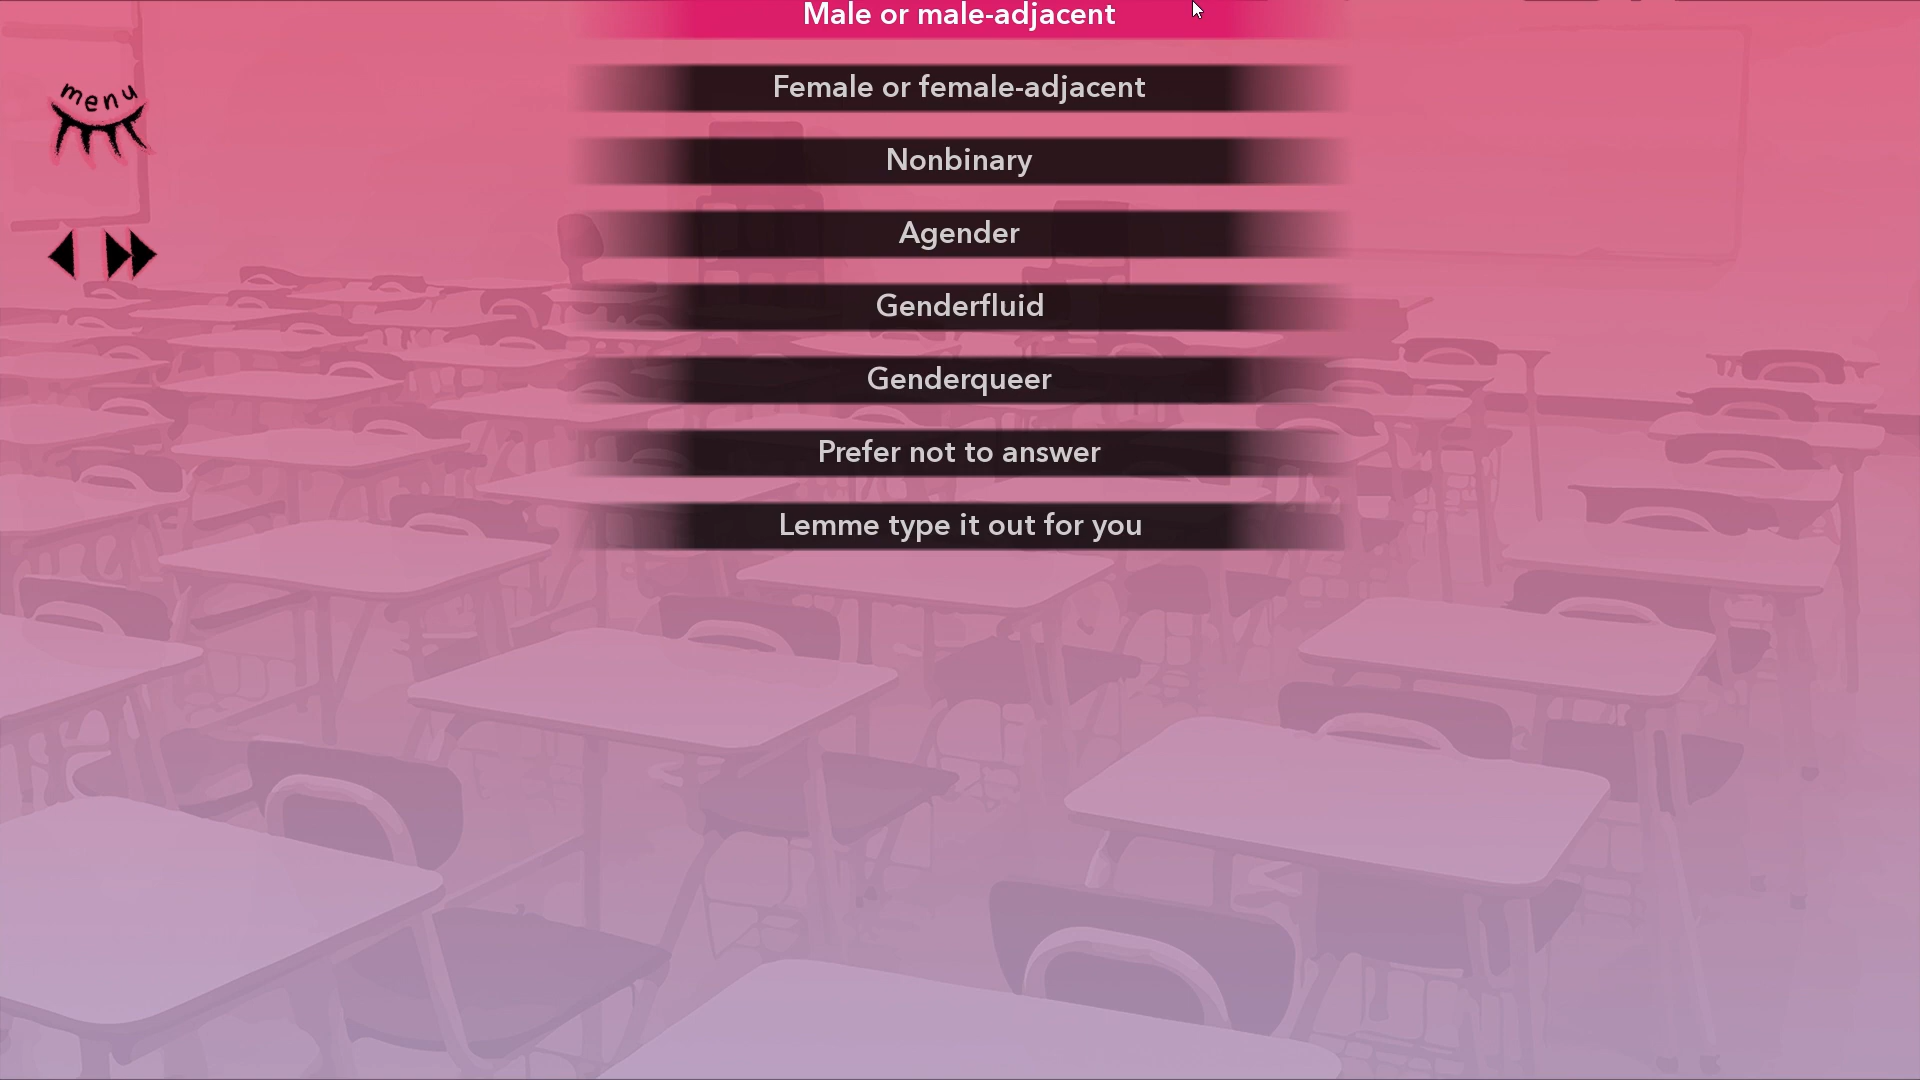 Male or male-adjacent
menu
Female or female-adjacent
Nonbinary
Agender
Genderfluid
Genderqueer
Prefer not to answer
Lemme type it out for you